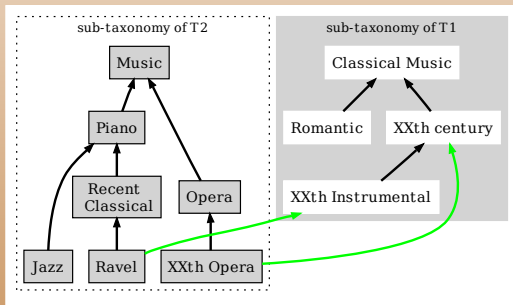 sub-taxonomy of T2
Music
Piano
Recent
Classical
Opera
Jazz
Ravel
XXth Opera
sub-taxonomy of T1
Classical Music
Romantic
XXth century
XXth Instrumental